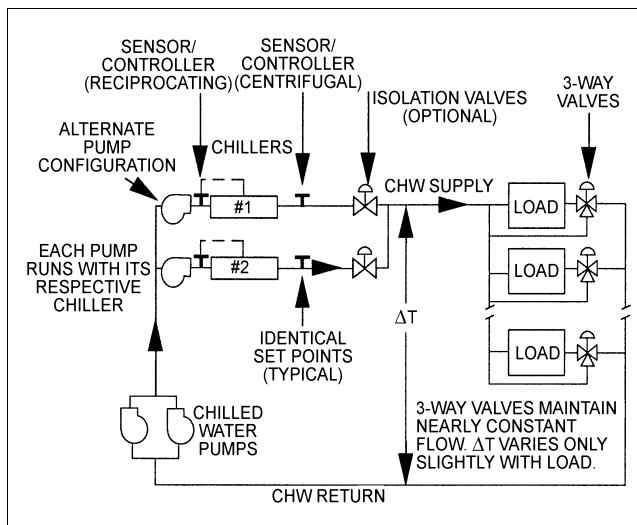 SENSOR/
CONTROLLER
(RECIPROCATING)
SENSOR/
CONTROLLER
(CENTRIFUGAL)
ISOLATION VALVES
(OPTIONAL)
3-WAY
VALVES
ALTERNATE
PUMP
CONFIGURATION
CHILLERS
CHW SUPPLY
#1
LOAD
EACH PUMP
RUNS WITH ITS
RESPECTIVE
CHILLER
#2
LOAD
IDENTICAL
SET POINTS
(TYPICAL)
ΔT
LOAD
CHILLED
WATER
PUMPS
3-WAY VALVES MAINTAIN
NEARLY CONSTANT
FLOW. ΔT VARIES ONLY
SLIGHTLY WITH LOAD.
CHW RETURN